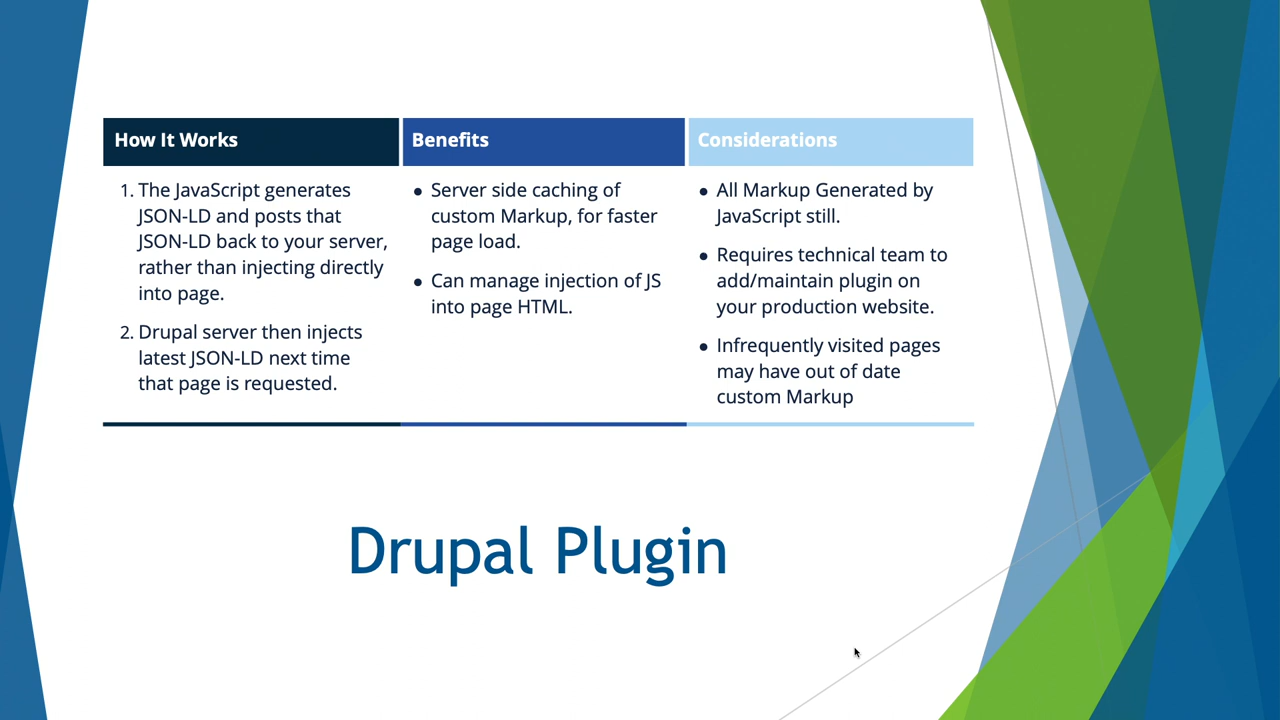 How It Works
1. The JavaScript generates
JSON-LD and posts that
JSON-LD back to your server,
rather than injecting directly
into page.
2. Drupal server then injects
latest JSON-LD next time
that page is requested.
Benefits
● Server side caching of
custom Markup, for faster
page load.
● Can manage injection of JS
into page HTML.
Considerations
● All Markup Generated by
JavaScript still.
● Requires technical team to
add/maintain plugin on
your production website.
● Infrequently visited pages
may have out of date
custom Markup
Drupal Plugin